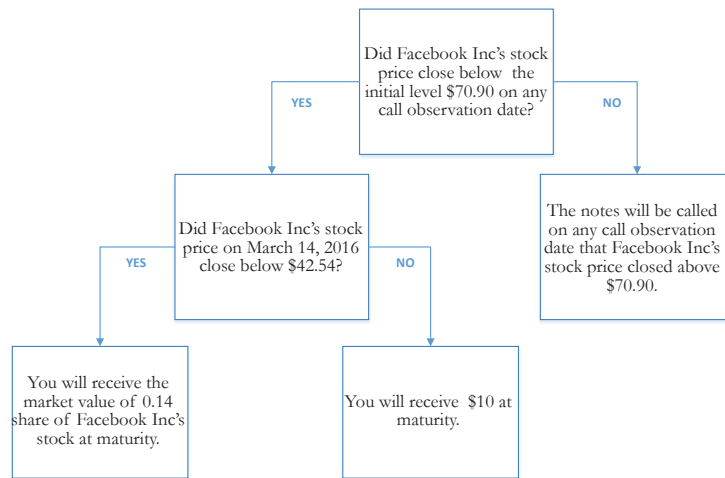 Did Facebook Inc's stock
price close below the
initial level $70.90 on any
call observation date?
YES
NO
Did Facebook Inc's stock
price on March 14, 2016
close below $42.54?
The notes will be called
on any call observation
date that Facebook Inc's
stock price closed above
$70.90.
YES
NO
You will receive the
market value of 0.14
share of Facebook Inc's
stock at maturity.
You will receive $10 at
maturity.